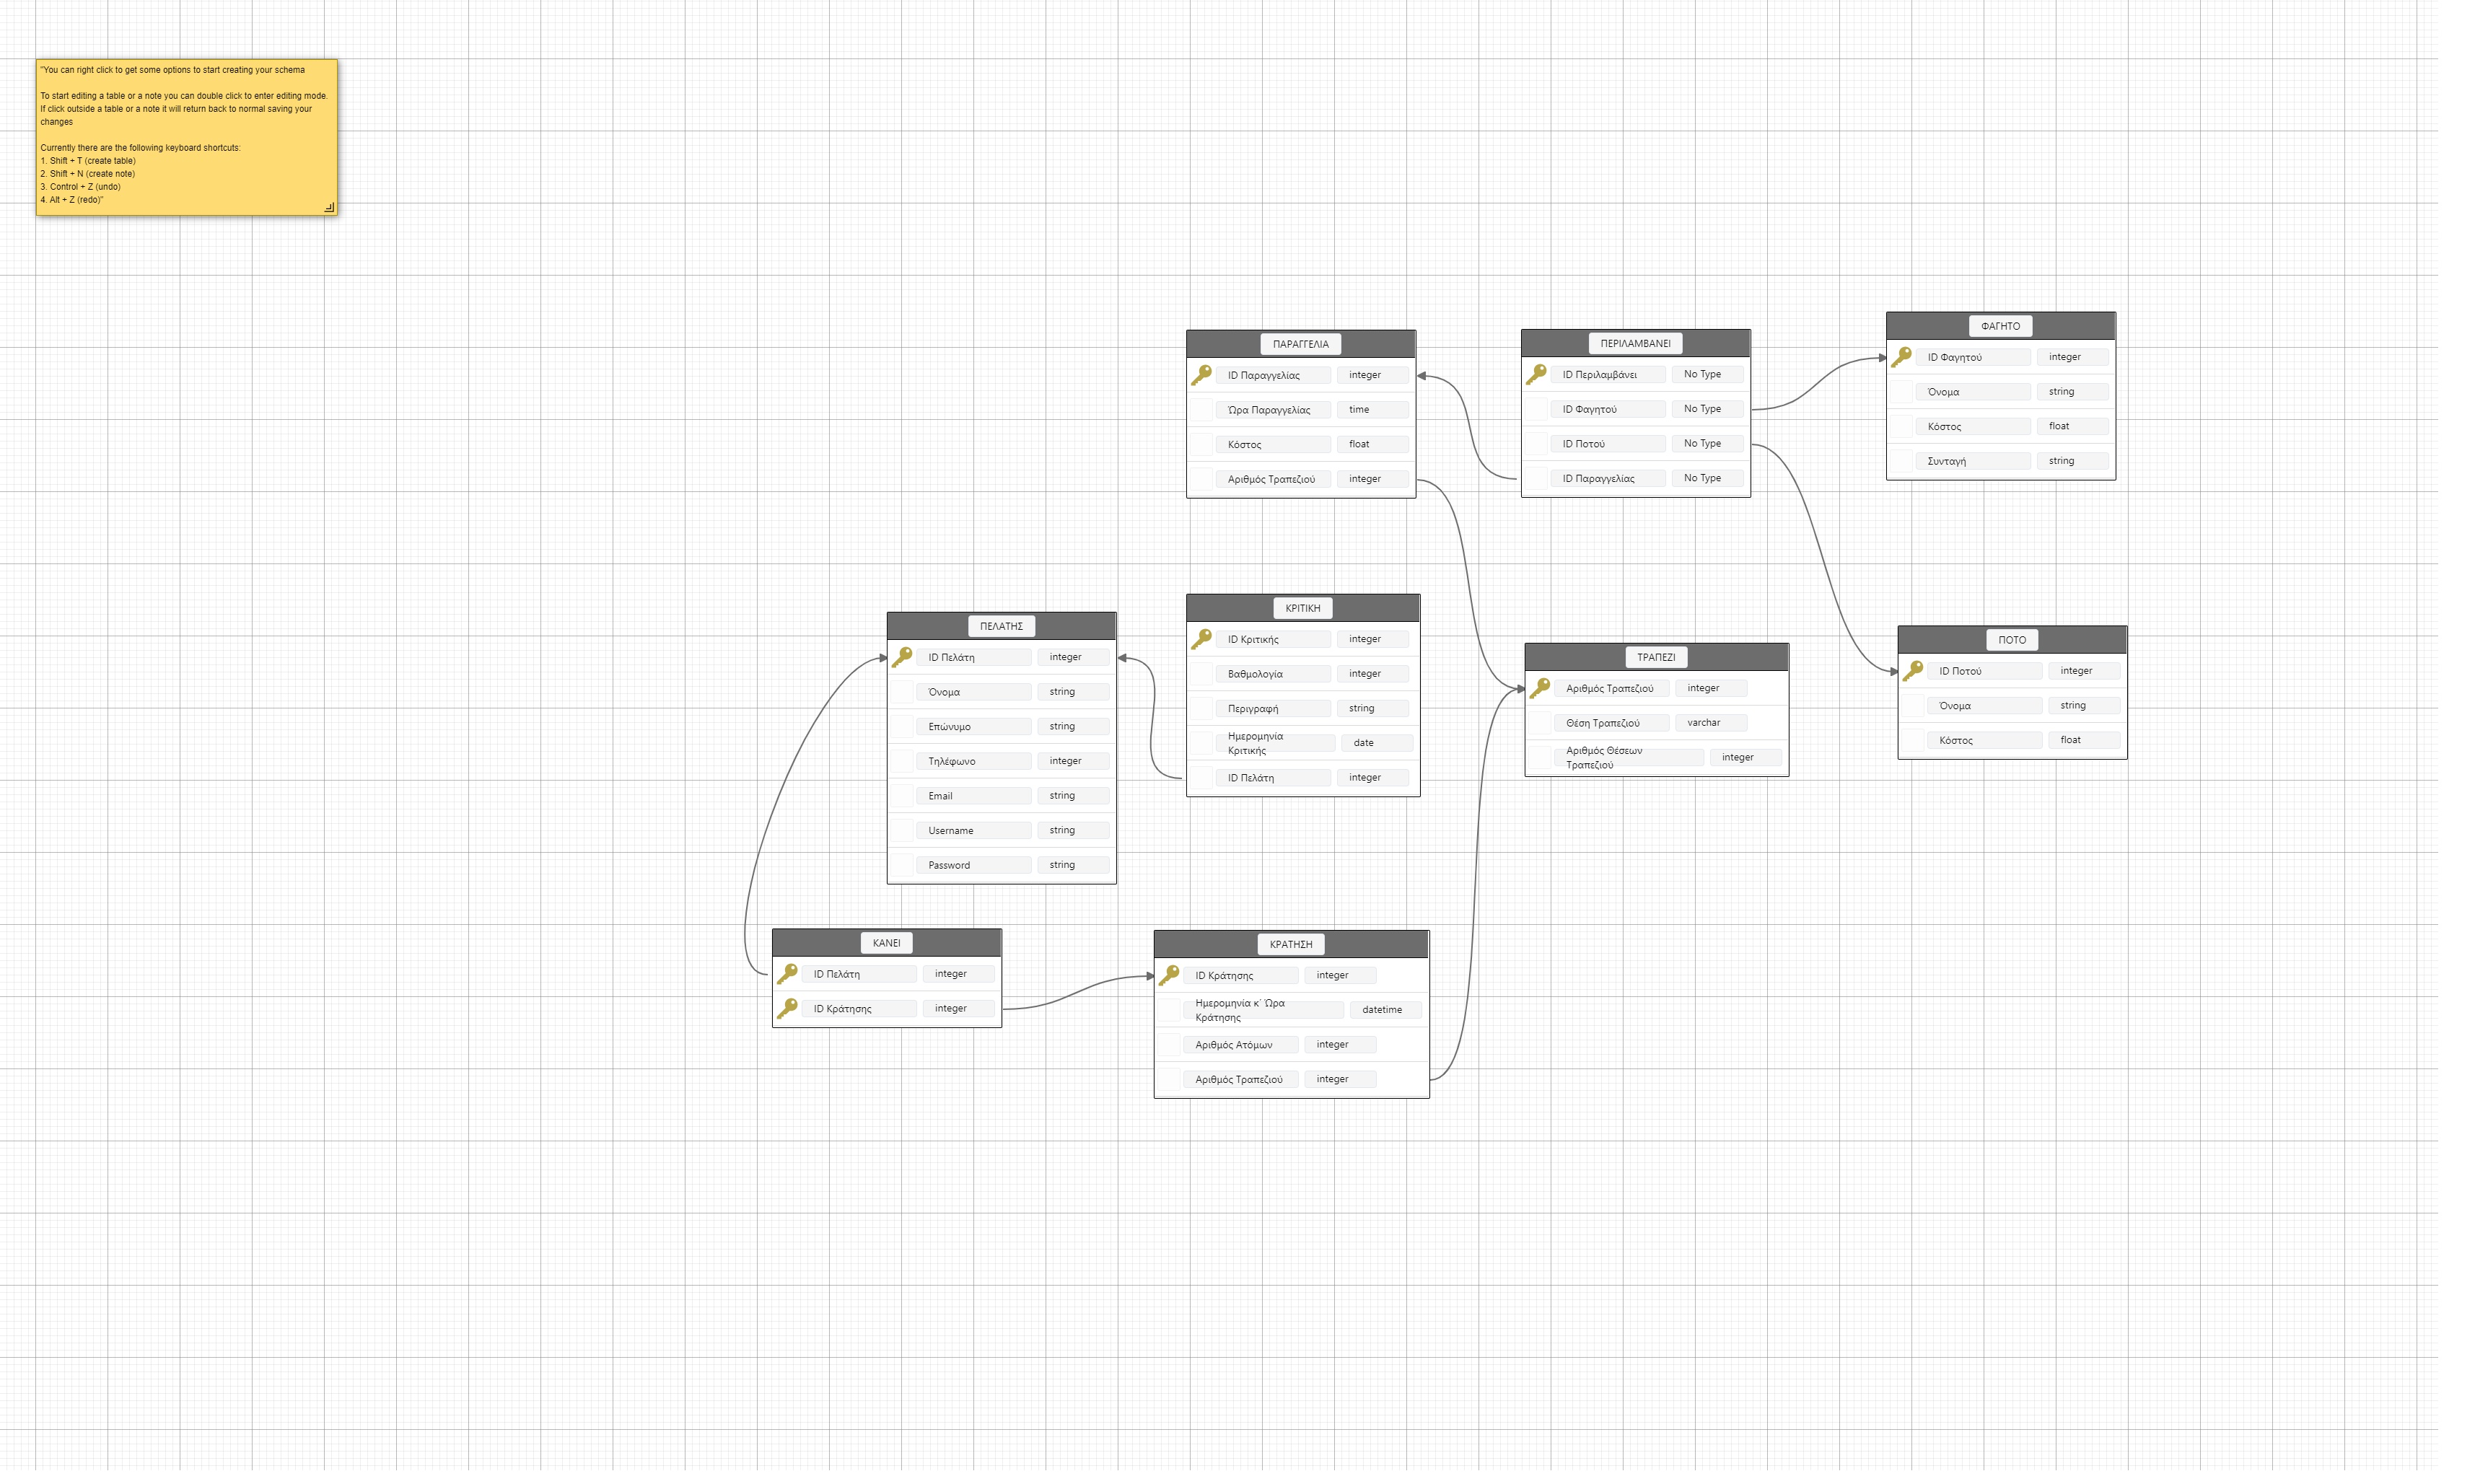 "You can right click to get some options to start creating your schema
To start editing a table or a note you can double click to enter editing mode.
If click outside a table or a note it will return back to normal saving your
changes
Currently there are the following keyboard shortcuts:
1. Shift + T (create table)
2. Shift + N (create note)
3. Control + Z (undo)
4. Alt + Z (redo)"
ΠΑΡΑΓΓΕΛΙΑ
ID Παραγγελίας integer
Ώρα Παραγγελίας time
Κόστος float
Αριθμός Τραπεζιού integer
ΠΕΡΙΛΑΜΒΑΝΕΙ
ID Περιλαμβάνει No Type
ID Φαγητού No Type
ID Ποτού No Type
ID Παραγγελίας No Type
ΦΑΓΗΤΟ
ID Φαγητού integer
Όνομα string
Κόστος float
Συνταγή string
ΠΕΛΑΤΗΣ
ID Πελάτη integer
Όνομα string
Επώνυμο string
Τηλέφωνο integer
Email string
Username string
Password string
ΚΡΙΤΙΚΗ
ID Κριτικής integer
Βαθμολογία integer
Περιγραφή string
Ημερομηνία
Κριτικής date
ID Πελάτη integer
ΤΡΑΠΕΖΙ
Αριθμός Τραπεζιού integer
Θέση Τραπεζιού varchar
Αριθμός Θέσεων
Τραπεζιού integer
ΠΟΤΟ
ID Ποτού integer
Όνομα string
Κόστος float
ΚΑΝΕΙ
ID Πελάτη integer
ID Κράτησης integer
ΚΡΑΤΗΣΗ
ID Κράτησης integer
Ημερομηνία κ΄ Ώρα
Κράτησης datetime
Αριθμός Ατόμων integer
Αριθμός Τραπεζιού integer